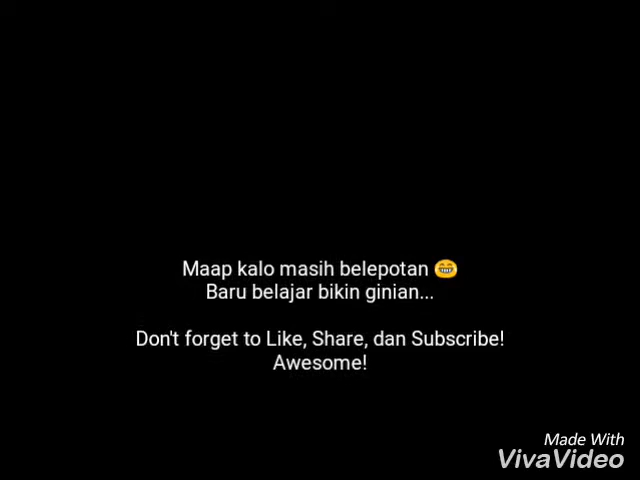 Maap kalo masih belepotan 😂
Baru belajar bikin ginian...
Don't forget to Like, Share, dan Subscribe!
Awesome!
Made With
VivaVideo